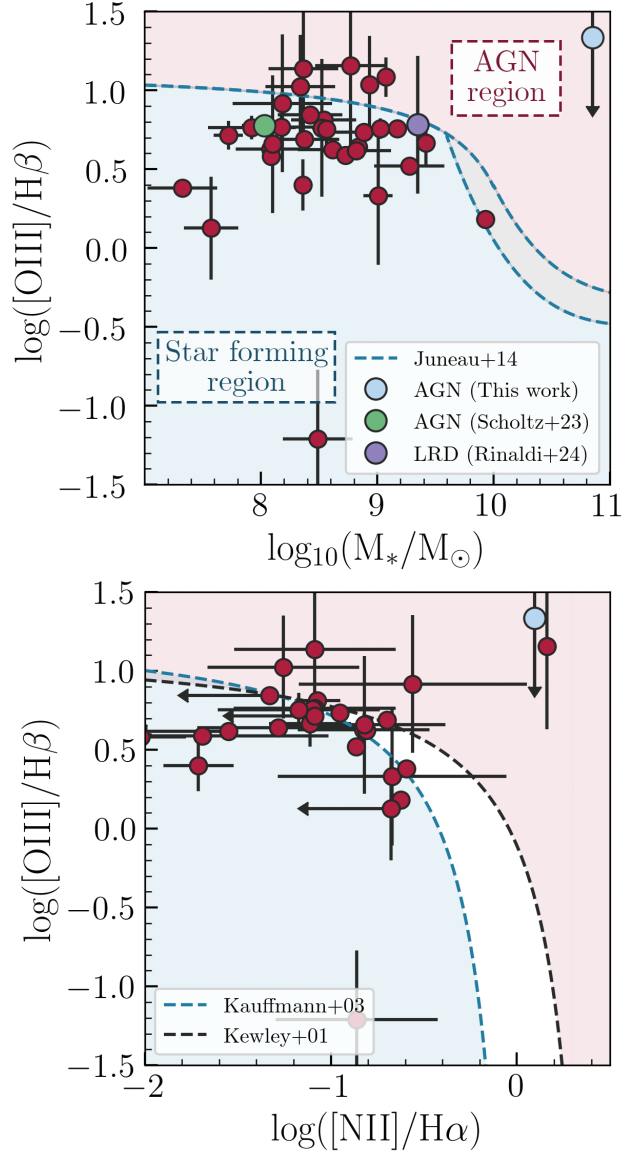 1.5
1.0
0.5
0.0
−0.5
−1.0
−1.5
log([OIII]/Hβ)
AGN
region
Star forming
region
Juneau+14
AGN (This work)
AGN (Scholtz+23)
LRD (Rinaldi+24)
8
9
10
11
log₁₀(M∗/M⊙)
1.5
1.0
0.5
0.0
−0.5
−1.0
−1.5
log([OIII]/Hβ)
Kauffmann+03
Kewley+01
−2
−1
0
log([NII]/Hα)